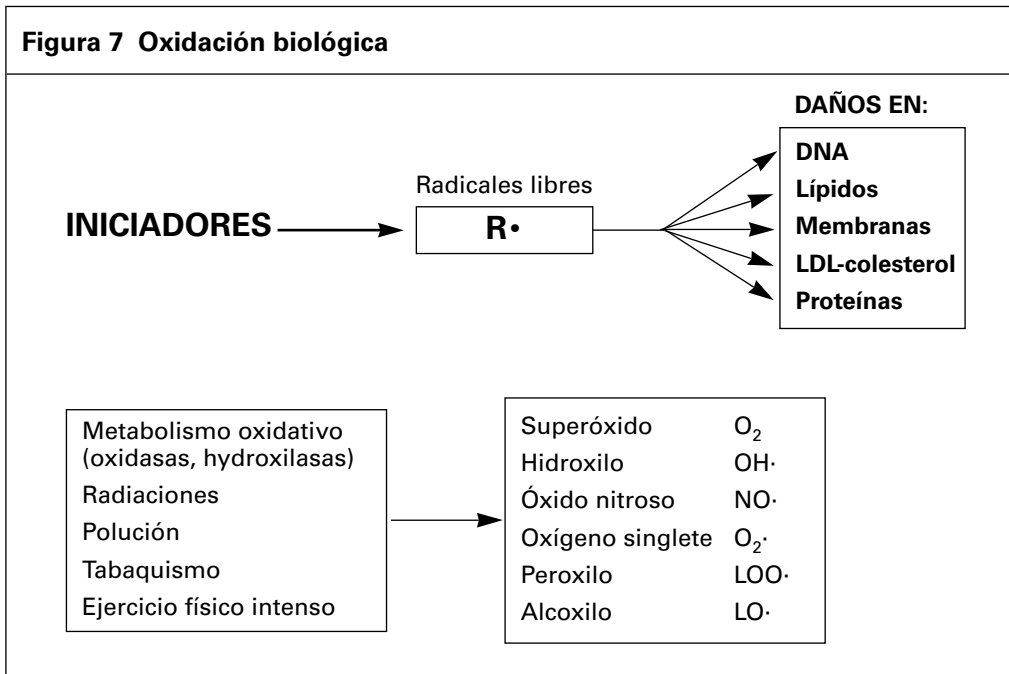 Figura 7 Oxidación biológica
DAÑOS EN:
INICIADORES
Radicales libres
R•
DNA
Lípidos
Membranas
LDL-colesterol
Proteínas
Metabolismo oxidativo
(oxidasas, hydroxilasas)
Radiaciones
Polución
Tabaquismo
Ejercicio físico intenso
Superóxido O₂
Hidroxilo OH·
Óxido nitroso NO·
Oxígeno singlete O₂·
Peroxilo LOO·
Alcoxilo LO·